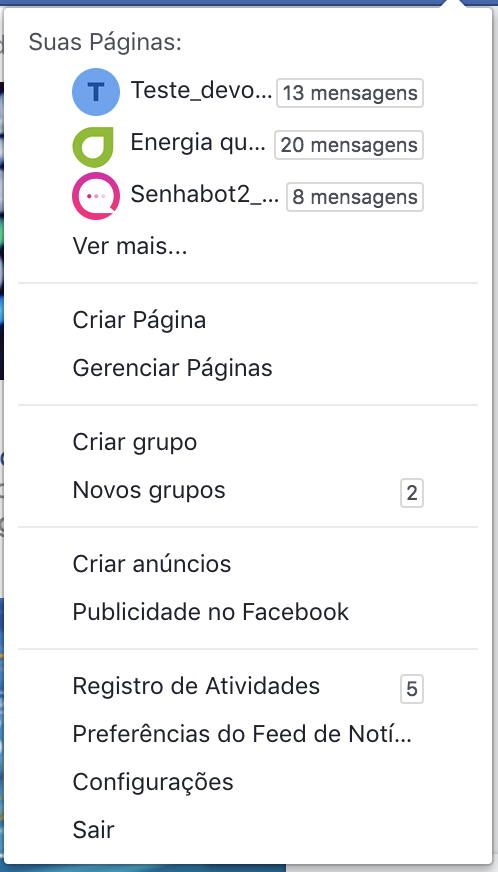 Suas Páginas:
T
Teste_devo... 13 mensagens
Energia qu... 20 mensagens
Senhabot2_... 8 mensagens
Ver mais...
Criar Página
Gerenciar Páginas
Criar grupo
Novos grupos 2
Criar anúncios
Publicidade no Facebook
Registro de Atividades 5
Preferências do Feed de Notí...
Configurações
Sair